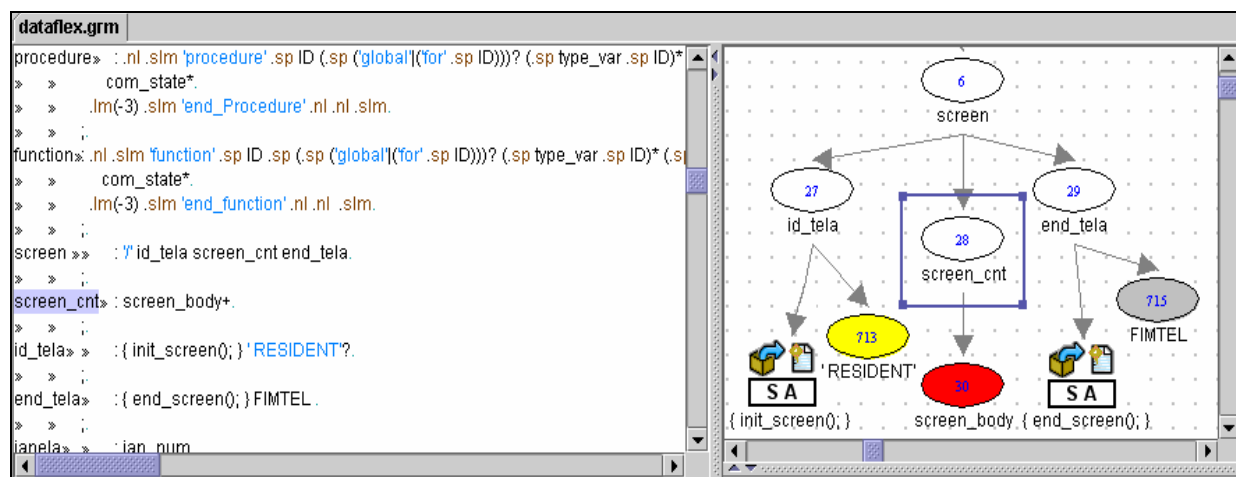 dataflex.grm
procedure» : .nl .slm 'procedure' .sp ID (.sp ('global'|('for' .sp ID)))? (.sp type_var .sp ID)*
» » com_state*.
» » .lm(-3) .slm 'end_Procedure' .nl .nl .slm.
» » ;.
function» : .nl .slm 'function' .sp ID .sp (.sp ('global'|('for' .sp ID)))? (.sp type_var .sp ID)* (.s
» » com_state*.
» » .lm(-3) .slm 'end_function' .nl .nl .slm.
» » ;.
screen »» : '/' id_tela screen_cnt end_tela.
» » ;.
screen_cnt» : screen_body+.
» » ;.
id_tela» » : { init_screen(); } ' RESIDENT'?.
» » ;.
end_tela» : { end_screen(); } FIMTEL .
» » ;.
janela» » : jan_num
6
screen
27
id_tela
28
screen_cnt
29
end_tela
713
'RESIDENT'
715
FIMTEL
S A
{ init_screen(); }
30
screen_body
S A
{ end_screen(); }